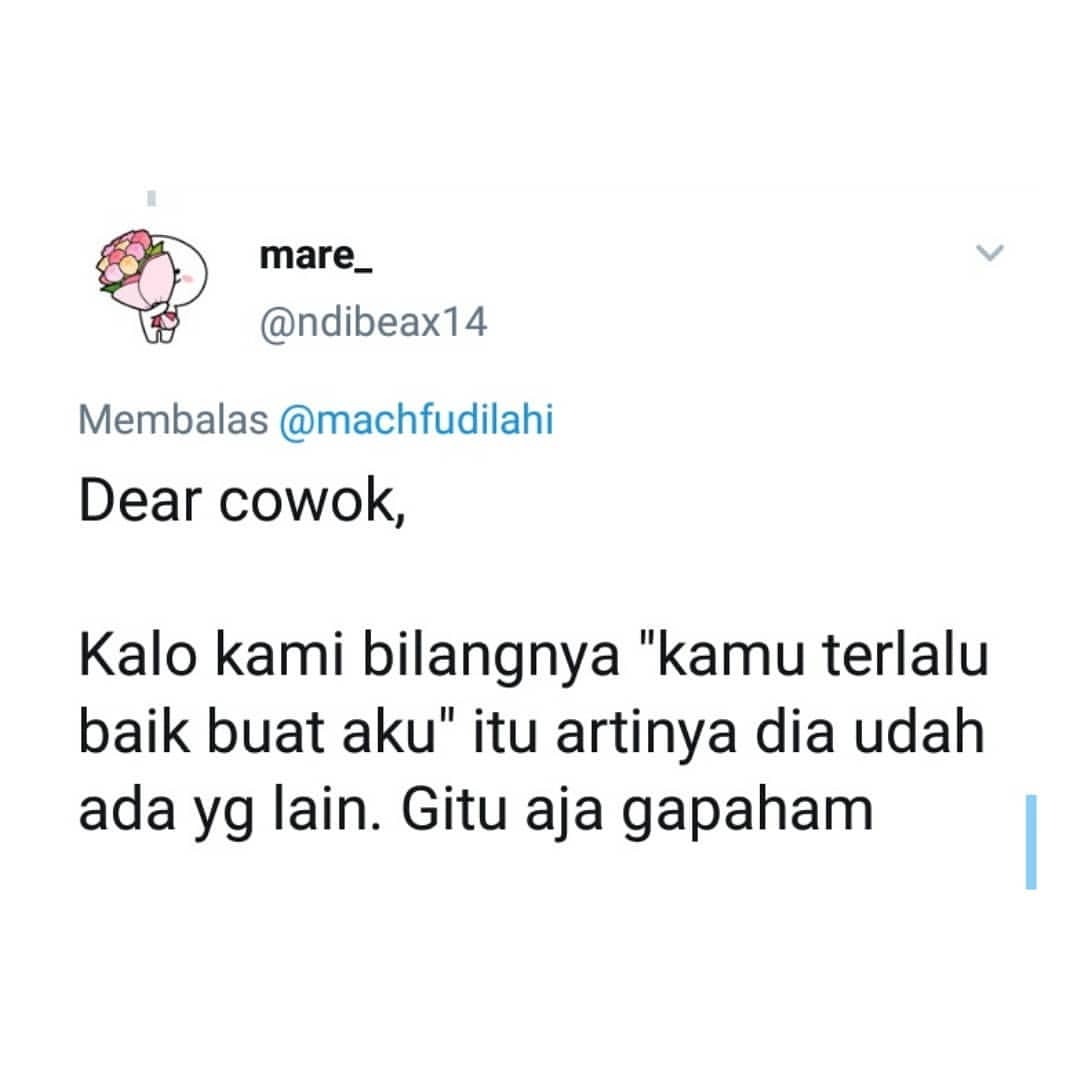 mare_
@ndibeax14
Membalas @machfudilahi
Dear cowok,
Kalo kami bilangnya "kamu terlalu
baik buat aku" itu artinya dia udah
ada yg lain. Gitu aja gapaham